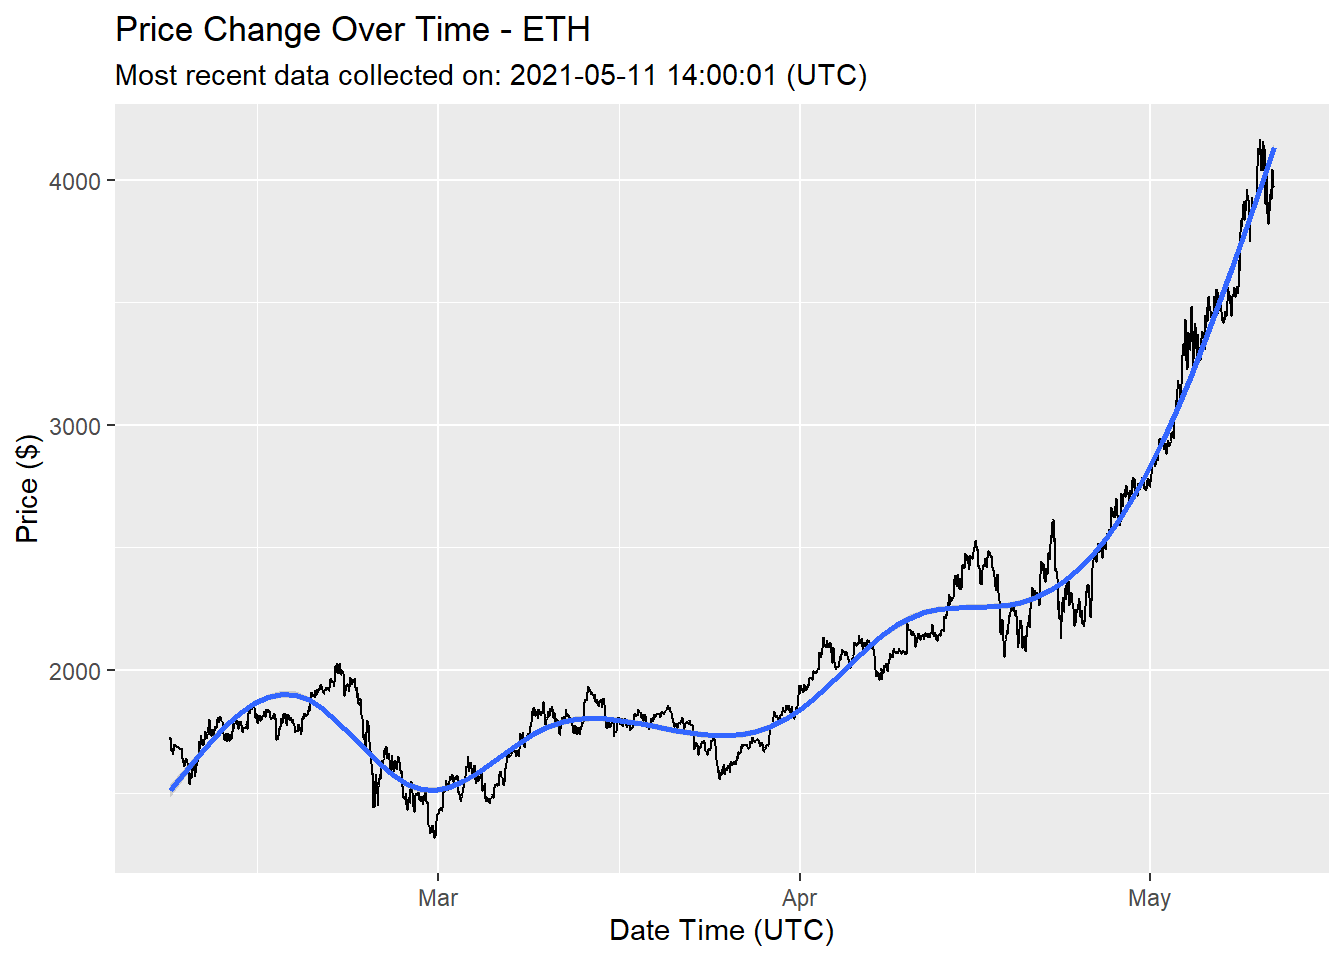 Price Change Over Time - ETH
Most recent data collected on: 2021-05-11 14:00:01 (UTC)
4000
3000
2000
Price ($)
Mar
Apr
May
Date Time (UTC)